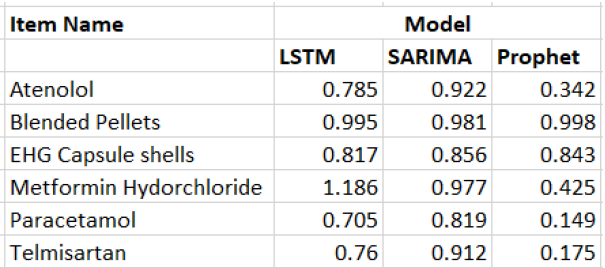 Item Name Model
LSTM SARIMA Prophet
Atenolol 0.785 0.922 0.342
Blended Pellets 0.995 0.981 0.998
EHG Capsule shells 0.817 0.856 0.843
Metformin Hydorchloride 1.186 0.977 0.425
Paracetamol 0.705 0.819 0.149
Telmisartan 0.76 0.912 0.175